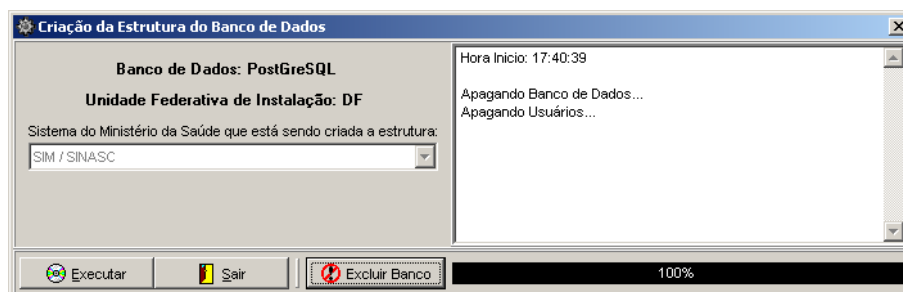 Criação da Estrutura do Banco de Dados
Banco de Dados: PostGreSQL
Unidade Federativa de Instalação: DF
Sistema do Ministério da Saúde que está sendo criada a estrutura:
SIM / SINASC
Hora Inicio: 17:40:39
Apagando Banco de Dados...
Apagando Usuários...
Executar
Sair
Excluir Banco
100%